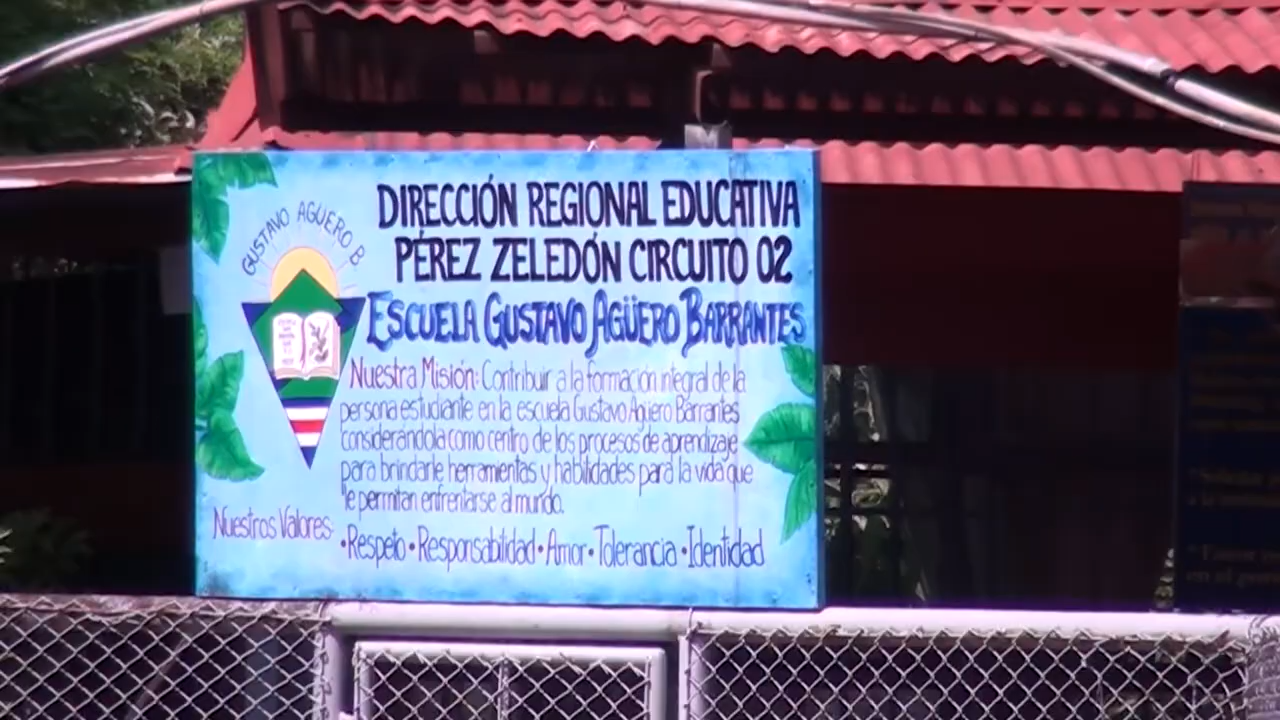 GUSTAVO AGUERO B.
DIRECCIÓN REGIONAL EDUCATIVA
PÉREZ ZELEDÓN CIRCUITO 02
ESCUELA GUSTAVO AGÜERO BARRANTES
Nuestra Misión: Contribuir a la formación integral de la
persona estudiante en la escuela Gustavo Agüero Barrantes
considerándola como centro de los procesos de aprendizaje
para brindarle herramientas y habilidades para la vida que
le permitan enfrentarse al mundo.
Nuestros Valores:
•Respeto •Responsabilidad •Amor •Tolerancia •Identidad